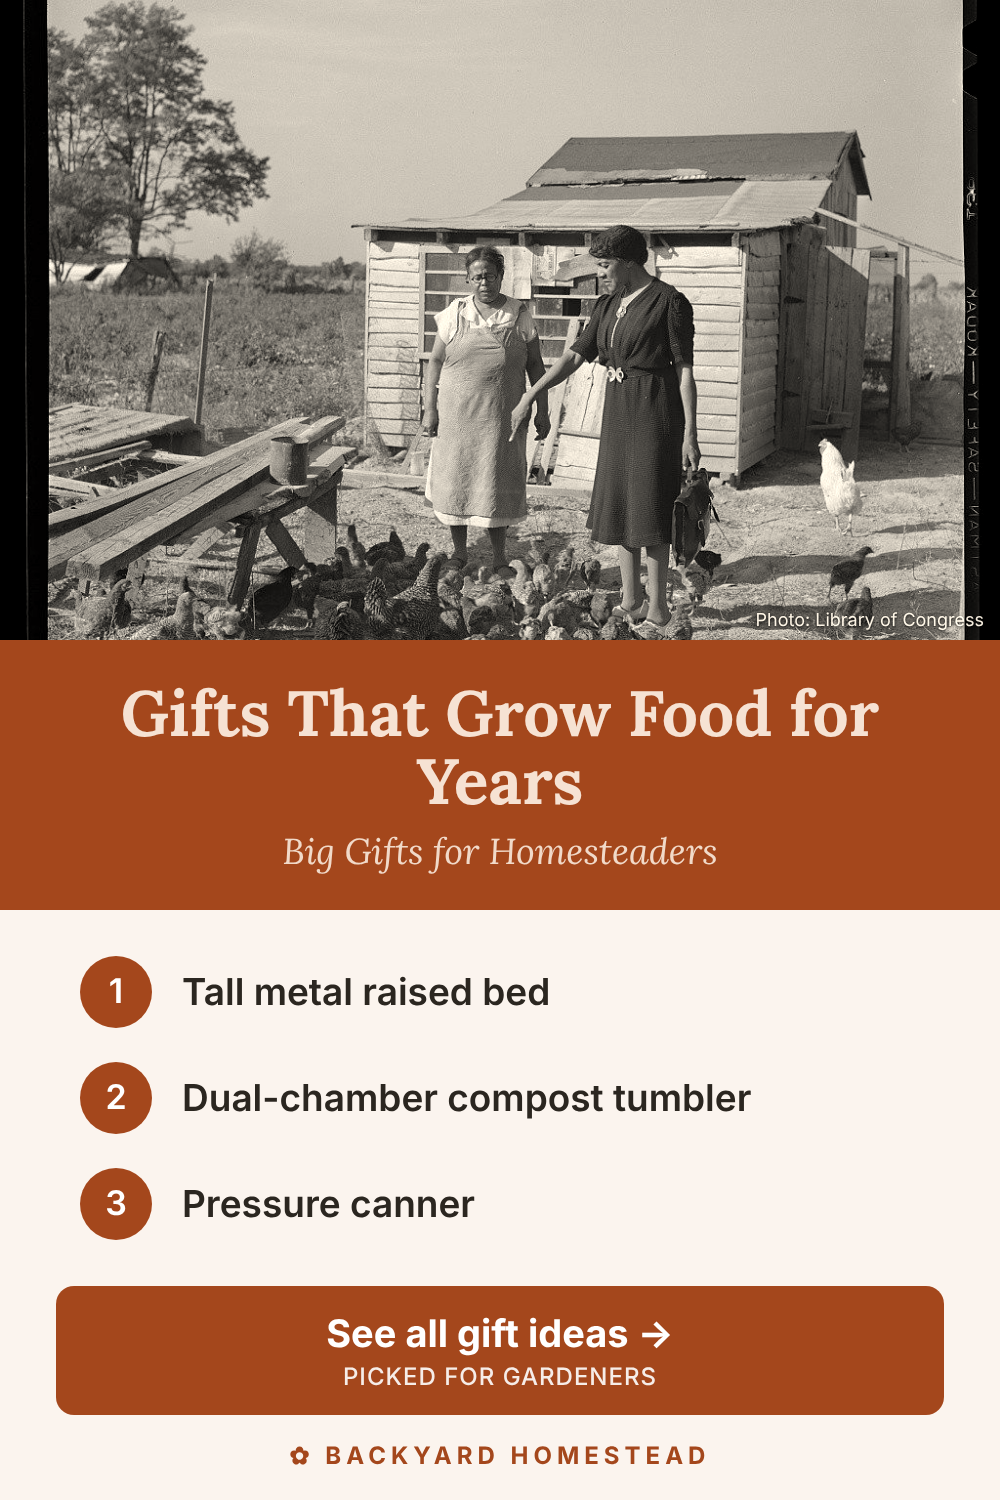 Photo: Library of Congress
Gifts That Grow Food for
Years
Big Gifts for Homesteaders
1 Tall metal raised bed
2 Dual-chamber compost tumbler
3 Pressure canner
See all gift ideas →
PICKED FOR GARDENERS
✿ BACKYARD HOMESTEAD